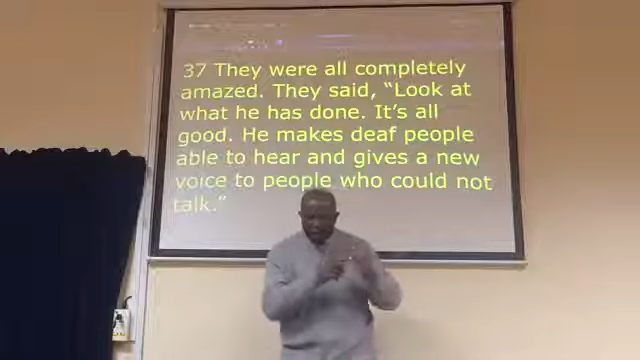 37 They were all completely
amazed. They said, “Look at
what he has done. It’s all
good. He makes deaf people
able to hear and gives a new
voice to people who could not
talk.”